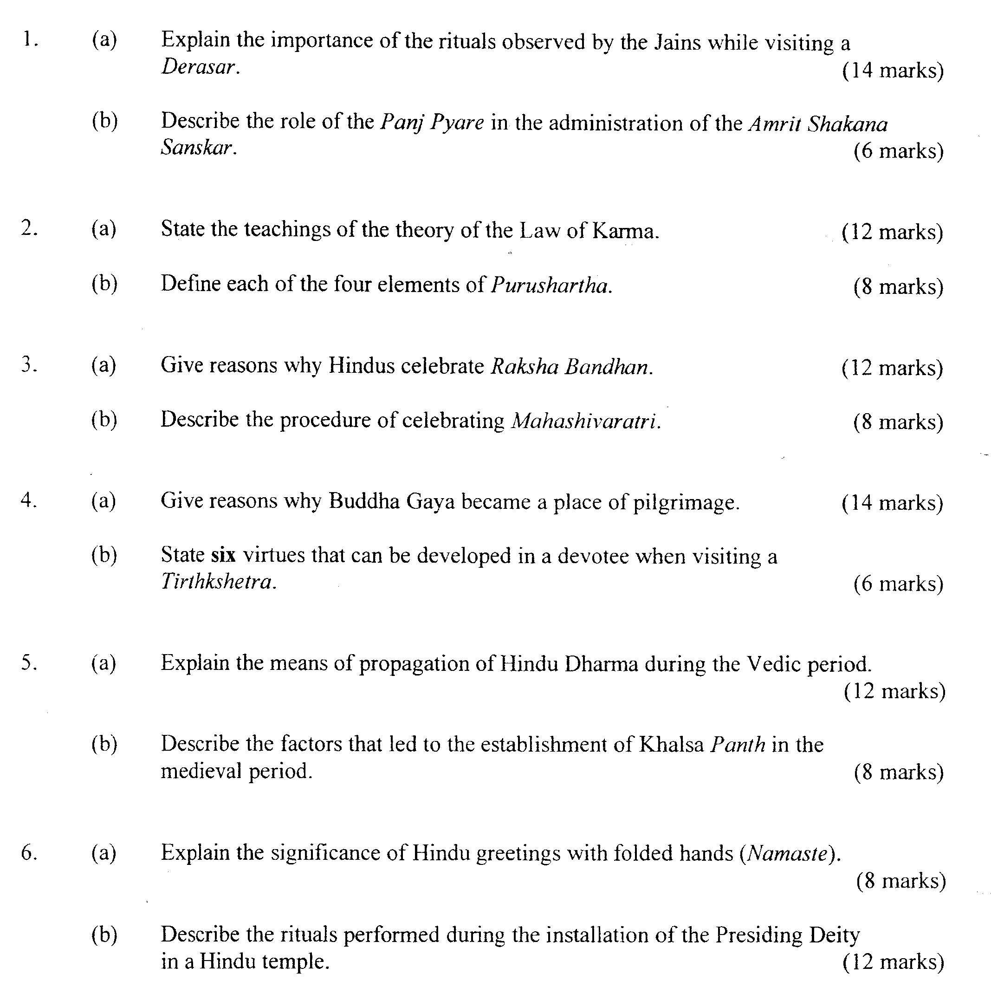 1. (a) Explain the importance of the rituals observed by the Jains while visiting a
Derasar. (14 marks)
(b) Describe the role of the Panj Pyare in the administration of the Amrit Shakana
Sanskar. (6 marks)
2. (a) State the teachings of the theory of the Law of Karma. (12 marks)
(b) Define each of the four elements of Purushartha. (8 marks)
3. (a) Give reasons why Hindus celebrate Raksha Bandhan. (12 marks)
(b) Describe the procedure of celebrating Mahashivaratri. (8 marks)
4. (a) Give reasons why Buddha Gaya became a place of pilgrimage. (14 marks)
(b) State six virtues that can be developed in a devotee when visiting a
Tirthkshetra. (6 marks)
5. (a) Explain the means of propagation of Hindu Dharma during the Vedic period.
(12 marks)
(b) Describe the factors that led to the establishment of Khalsa Panth in the
medieval period. (8 marks)
6. (a) Explain the significance of Hindu greetings with folded hands (Namaste).
(8 marks)
(b) Describe the rituals performed during the installation of the Presiding Deity
in a Hindu temple. (12 marks)